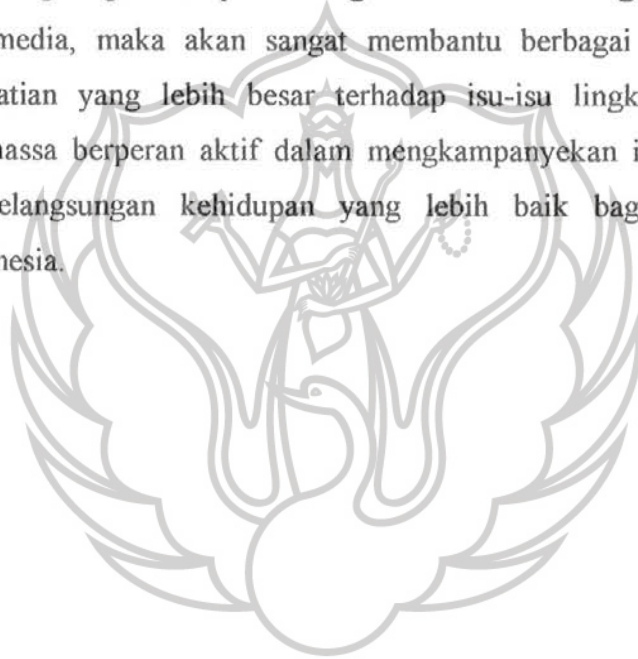 media, maka akan sangat membantu berbagai
atian yang lebih besar terhadap isu-isu lingk
assa berperan aktif dalam mengkampanyekan i
elangsungan kehidupan yang lebih baik bag
nesia.